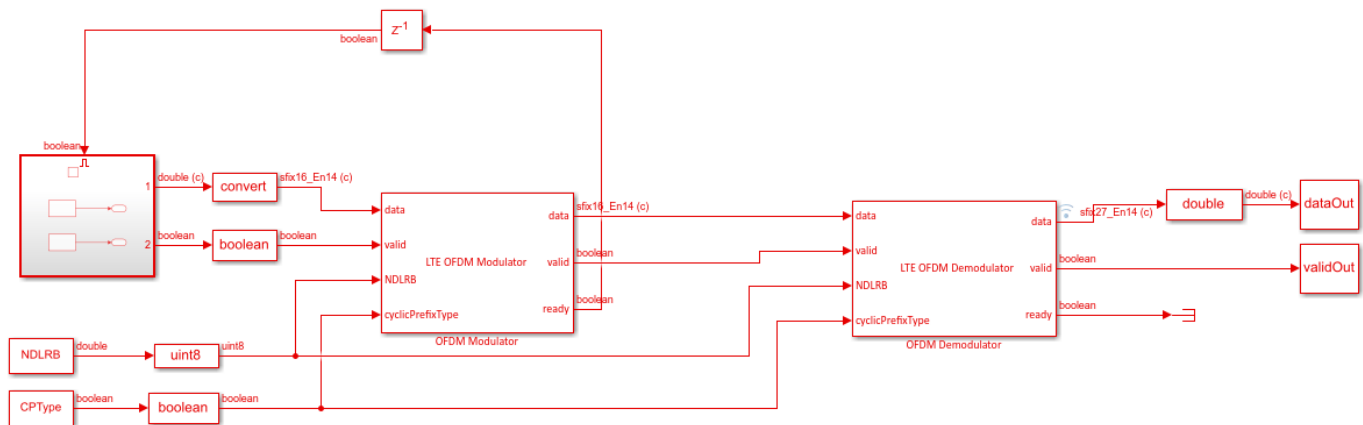 Z-1
boolean
boolean
1
double (c)
convert
sfix16_En14 (c)
2
boolean
boolean
boolean
data
valid
NDLRB
cyclicPrefixType
LTE OFDM Modulator
data
valid
ready
OFDM Modulator
sfix16_En14 (c)
boolean
boolean
data
valid
NDLRB
cyclicPrefixType
LTE OFDM Demodulator
data
valid
ready
OFDM Demodulator
sfix27_En14 (c)
boolean
boolean
double
double (c)
dataOut
validOut
NDLRB
double
uint8
uint8
CPType
boolean
boolean
boolean